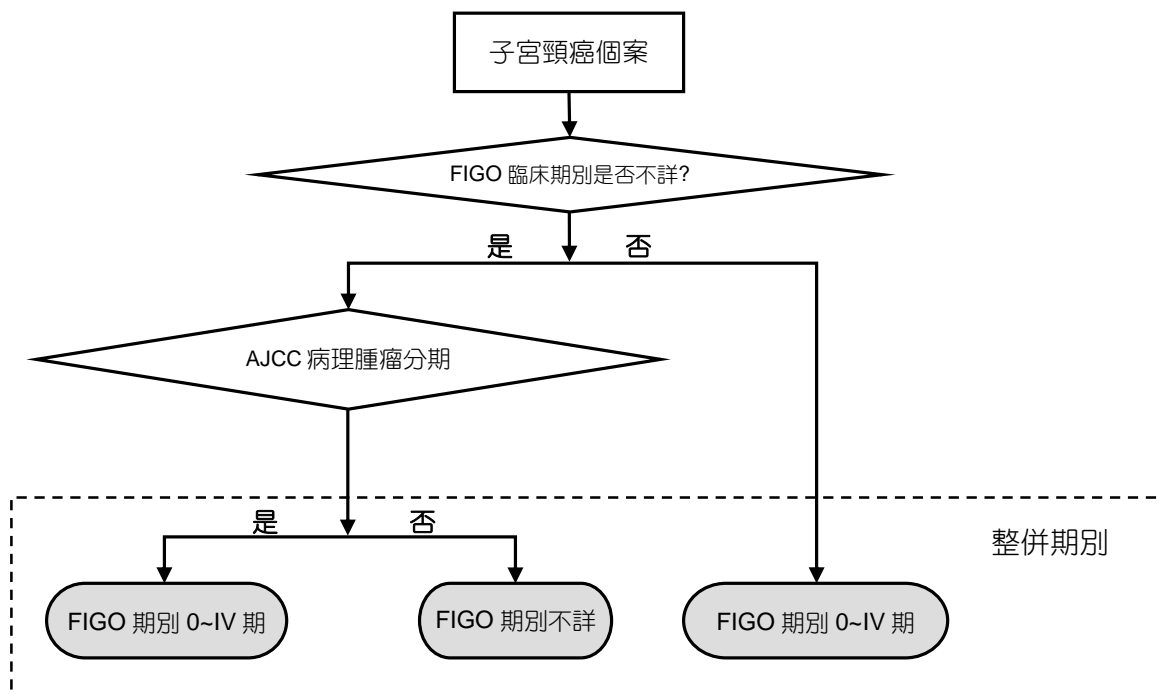 子宮頸癌個案
FIGO 臨床期別是否不詳?
是 否
AJCC 病理腫瘤分期
是 否
整併期別
FIGO 期別 0~IV 期
FIGO 期別不詳
FIGO 期別 0~IV 期